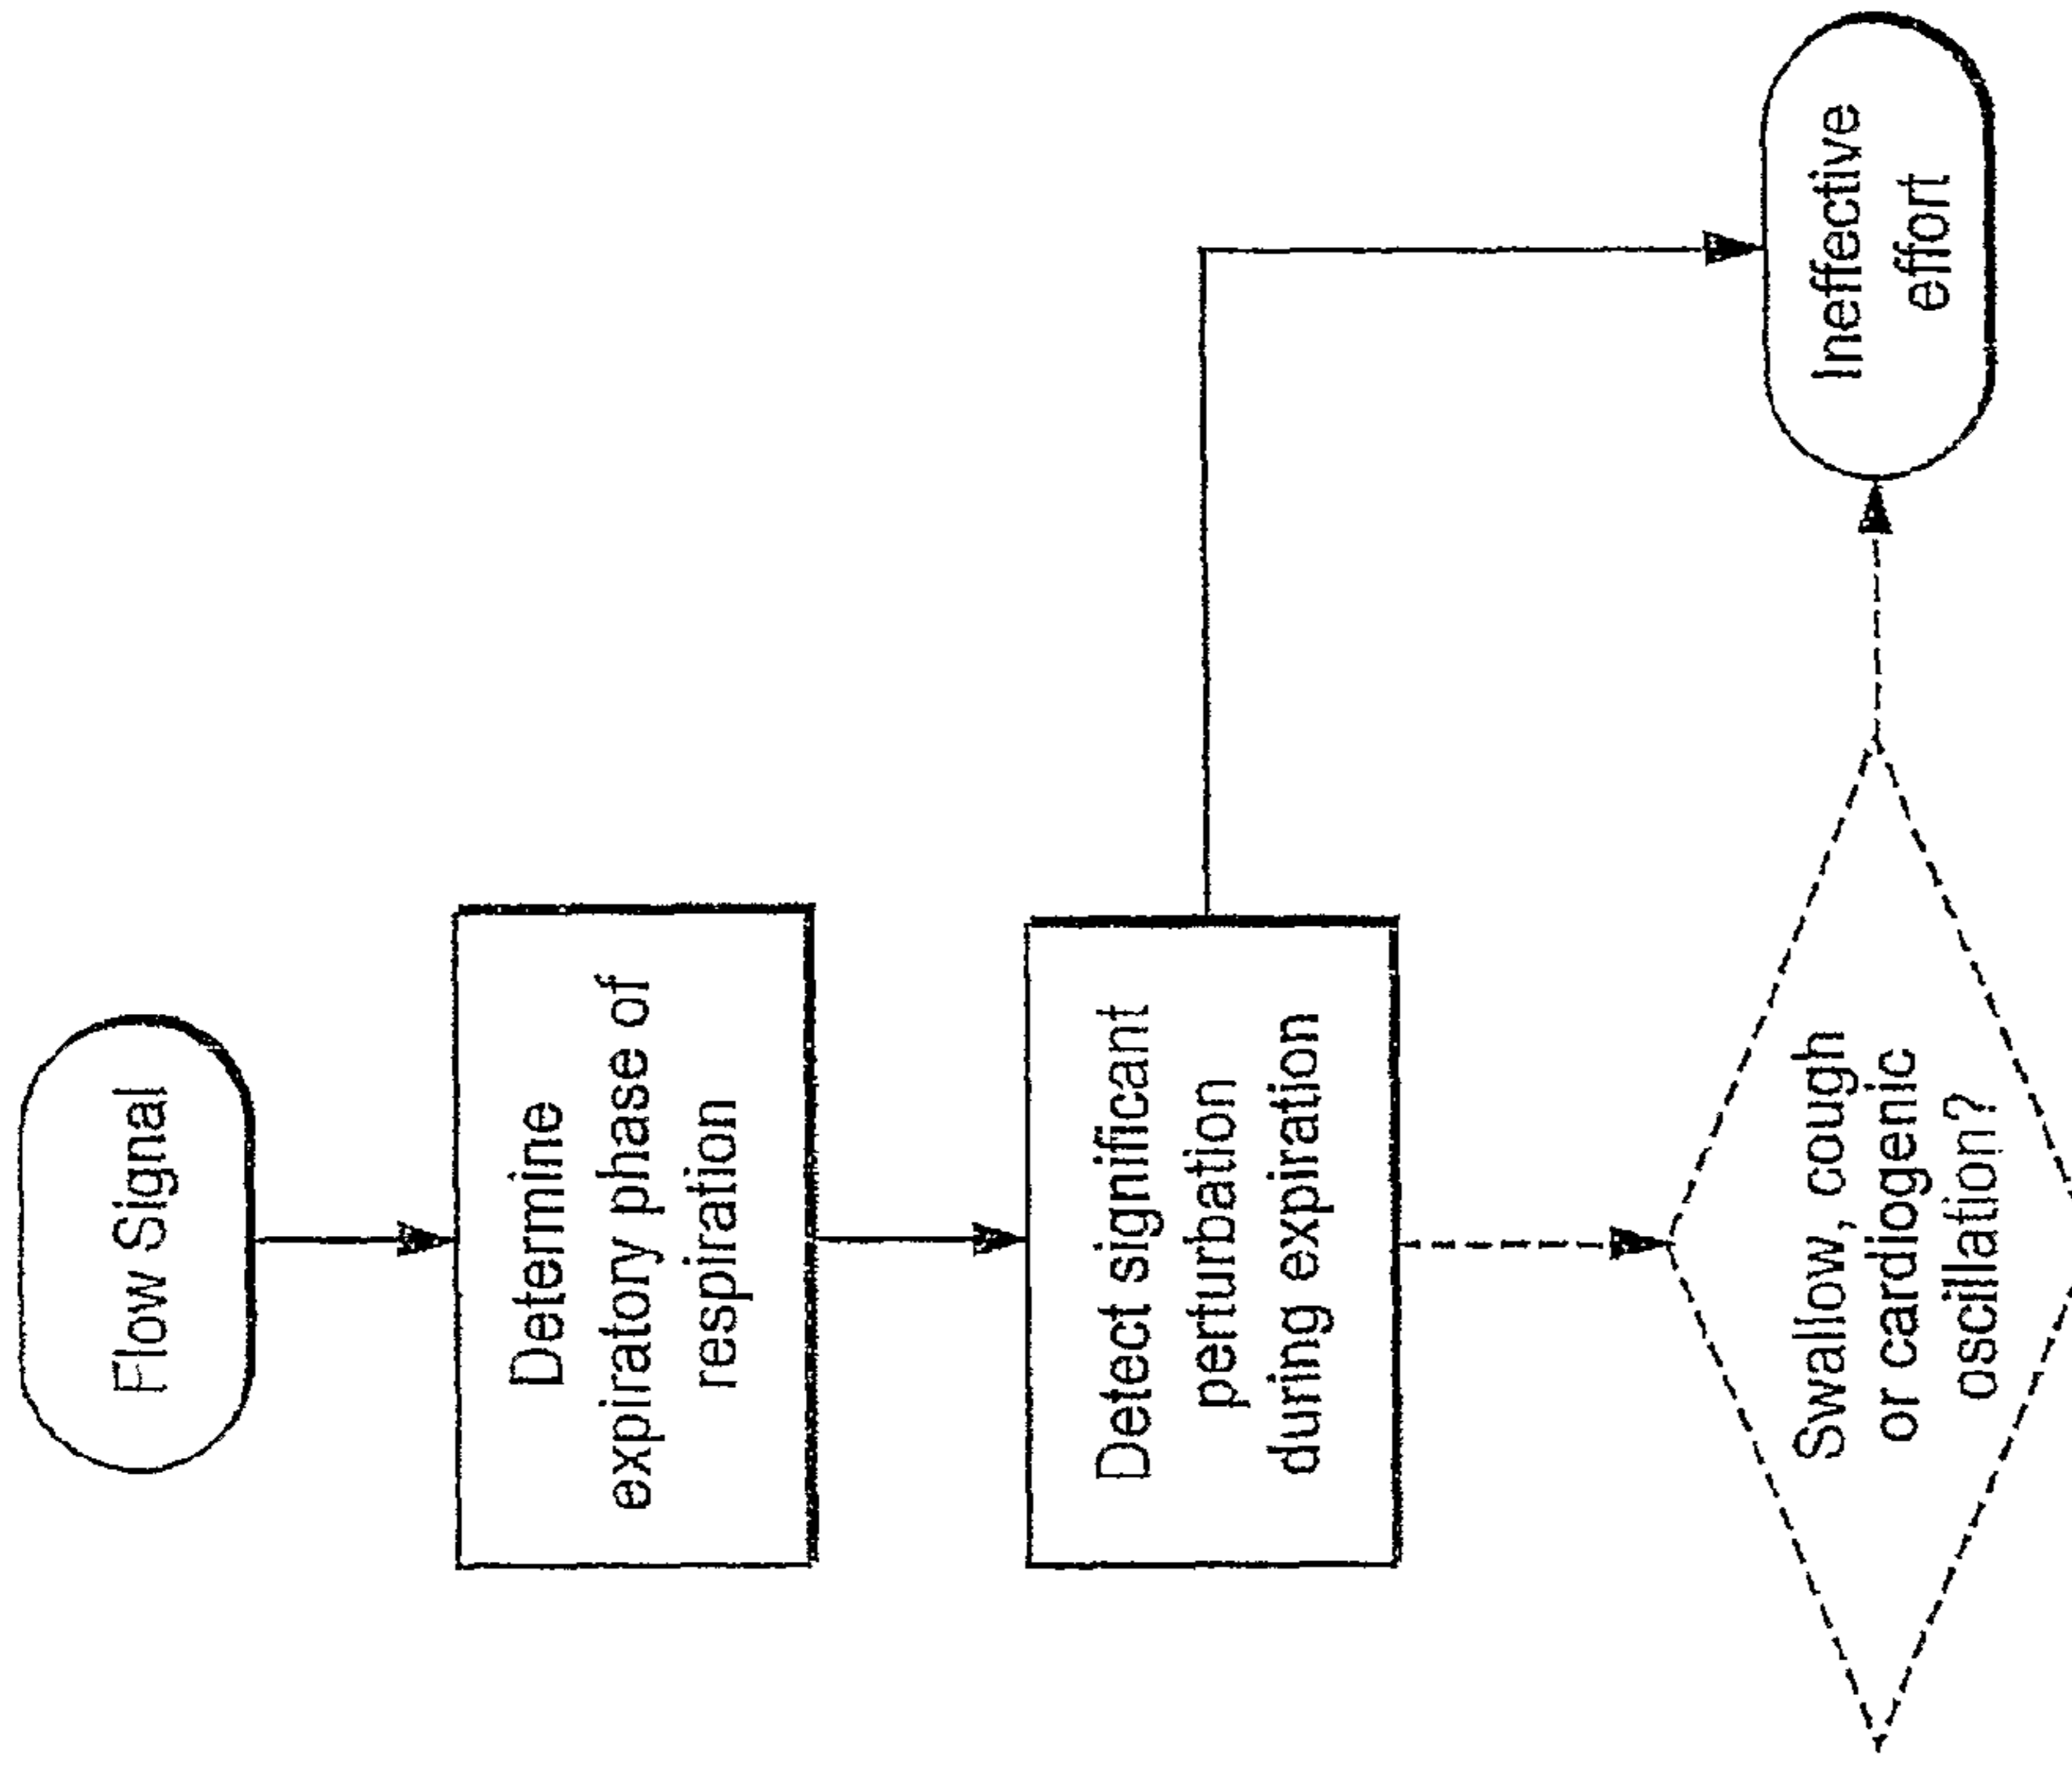 Flow Signal
Determine
expiratory phase of
respiration
Detect significant
perturbation
during expiration
Swallow, cough
or cardiogenic
oscillation?
Ineffective
effort